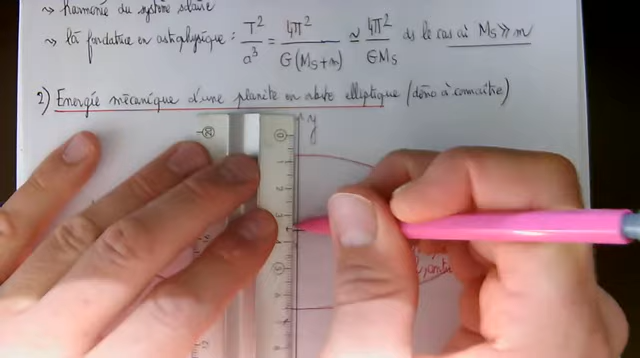 ↝ harmonie du système solaire
↝ loi fondatrice en astrophysique : T²/a³ = 4π²/G(Ms+m) ≃ 4π²/GMs ds le cas où Ms ≫ m
2) Energie mécanique d'une planète en orbite elliptique (démo à connaître)
y